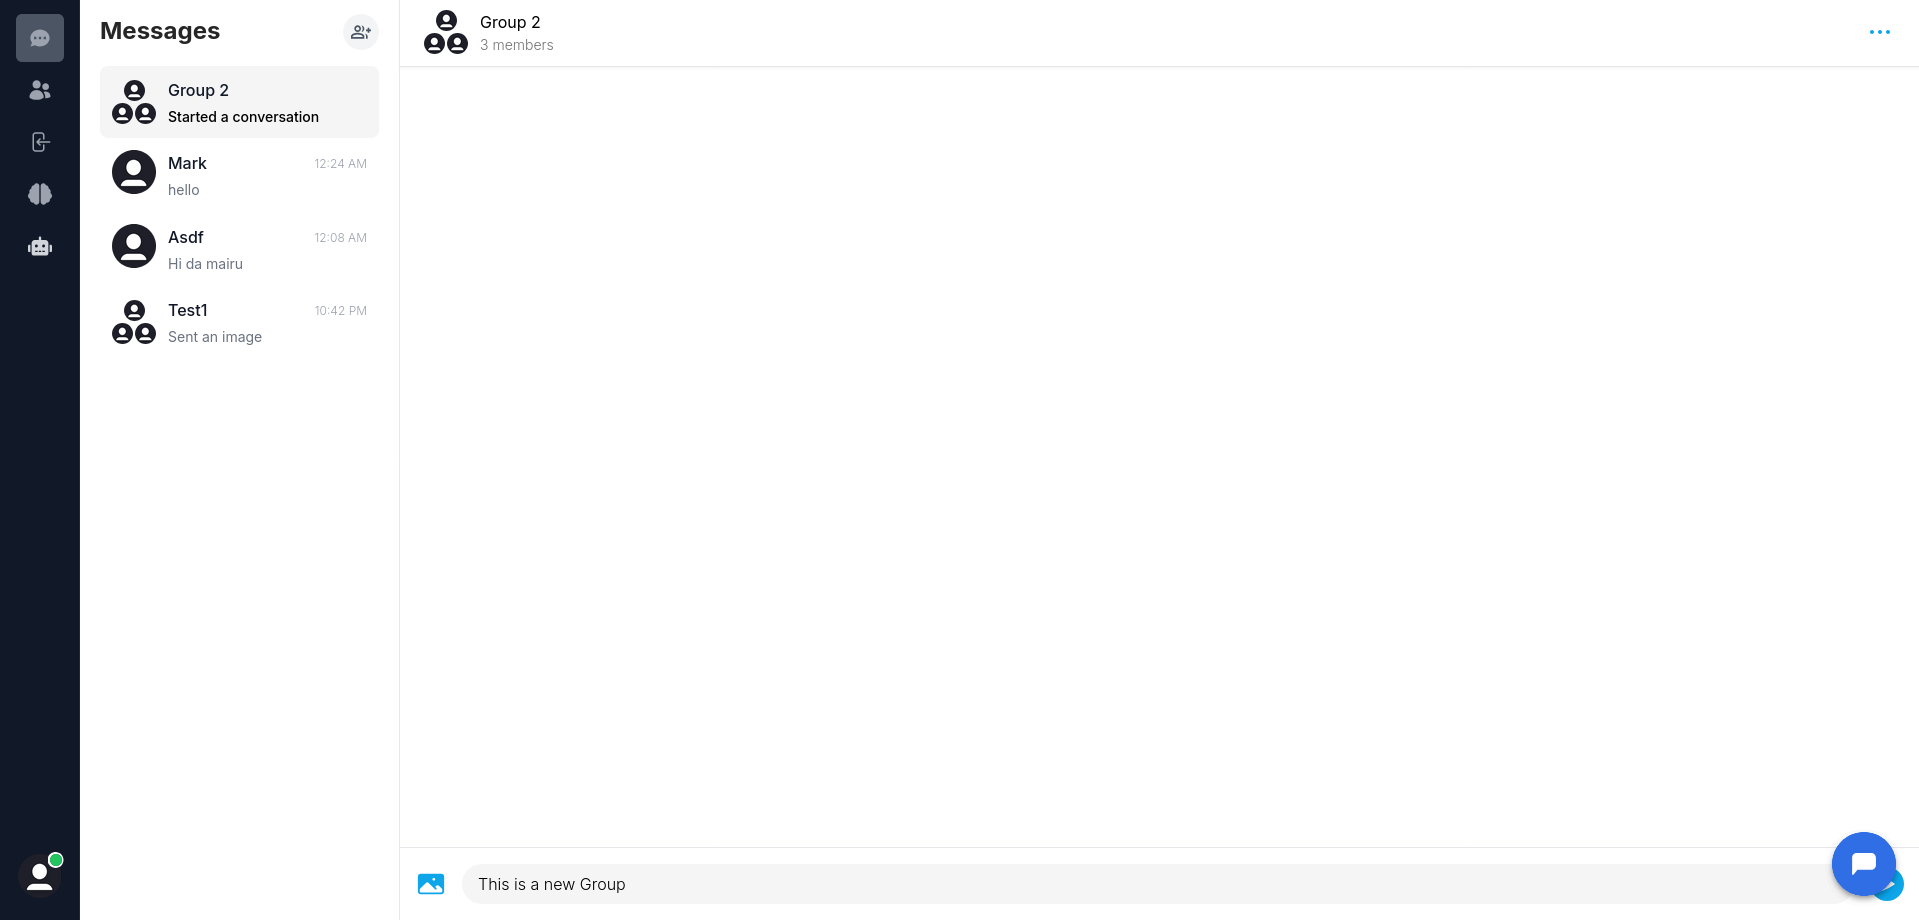 Messages
Group 2
Started a conversation
Mark 12:24 AM
hello
Asdf 12:08 AM
Hi da mairu
Test1 10:42 PM
Sent an image
Group 2
3 members
This is a new Group